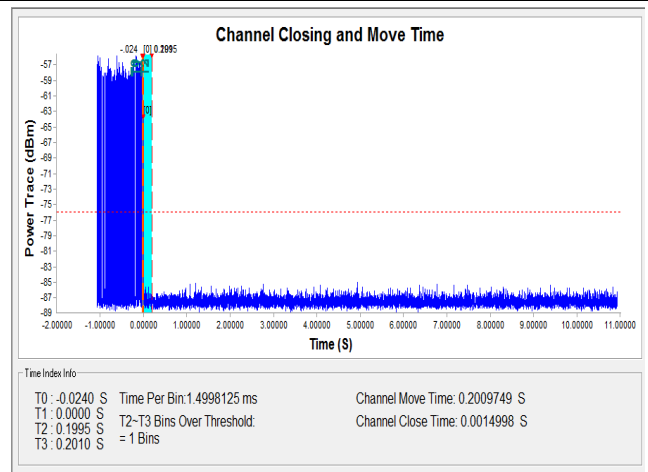 Channel Closing and Move Time
-.024 [0] 0.1995
[0]
Power Trace (dBm)
-57
-59
-61
-63
-65
-67
-69
-71
-73
-75
-77
-79
-81
-83
-85
-87
-89
-2.00000 -1.00000 0.00000 1.00000 2.00000 3.00000 4.00000 5.00000 6.00000 7.00000 8.00000 9.00000 10.00000 11.00000
Time (S)
Time Index Info
T0 : -0.0240 S Time Per Bin:1.4998125 ms Channel Move Time: 0.2009749 S
T1 : 0.0000 S
T2 : 0.1995 S T2~T3 Bins Over Threshold: Channel Close Time: 0.0014998 S
T3 : 0.2010 S = 1 Bins